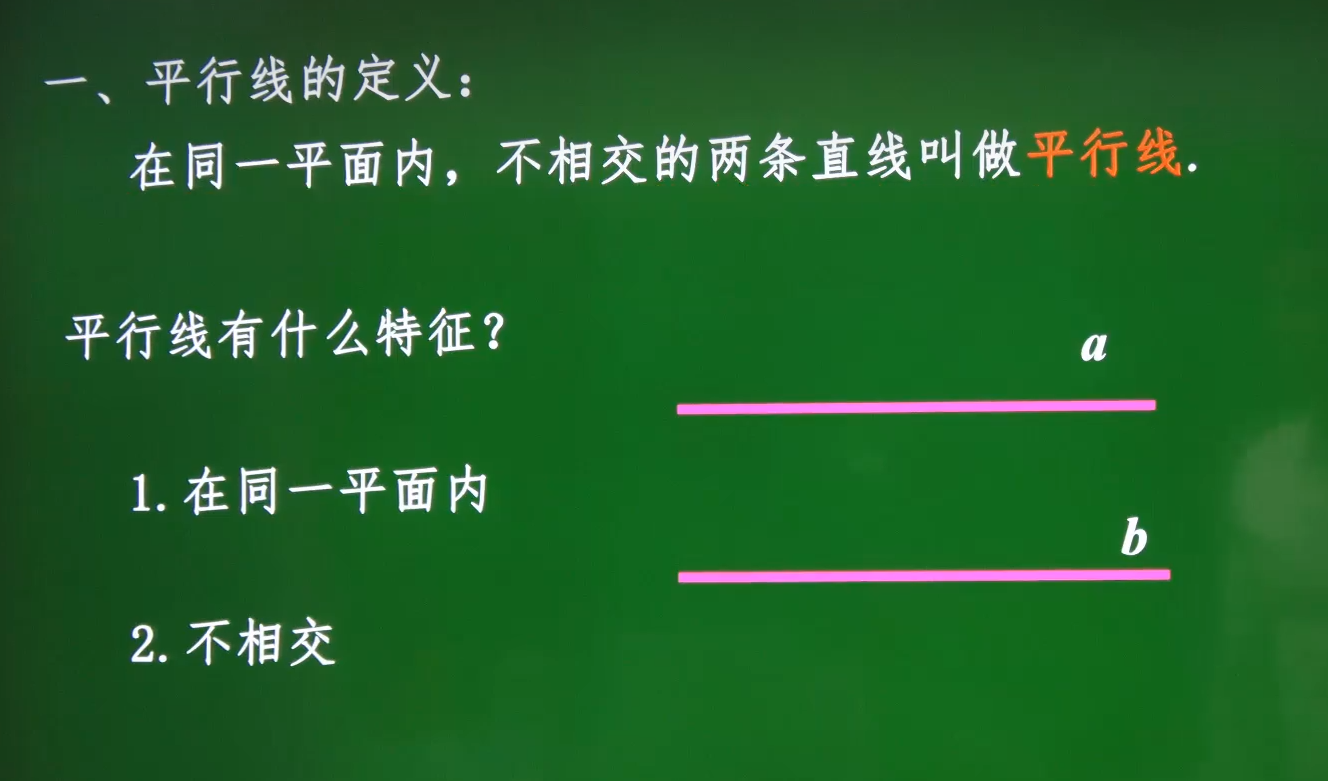 一、平行线的定义：
在同一平面内，不相交的两条直线叫做平行线.
平行线有什么特征？
a
1.在同一平面内
b
2.不相交